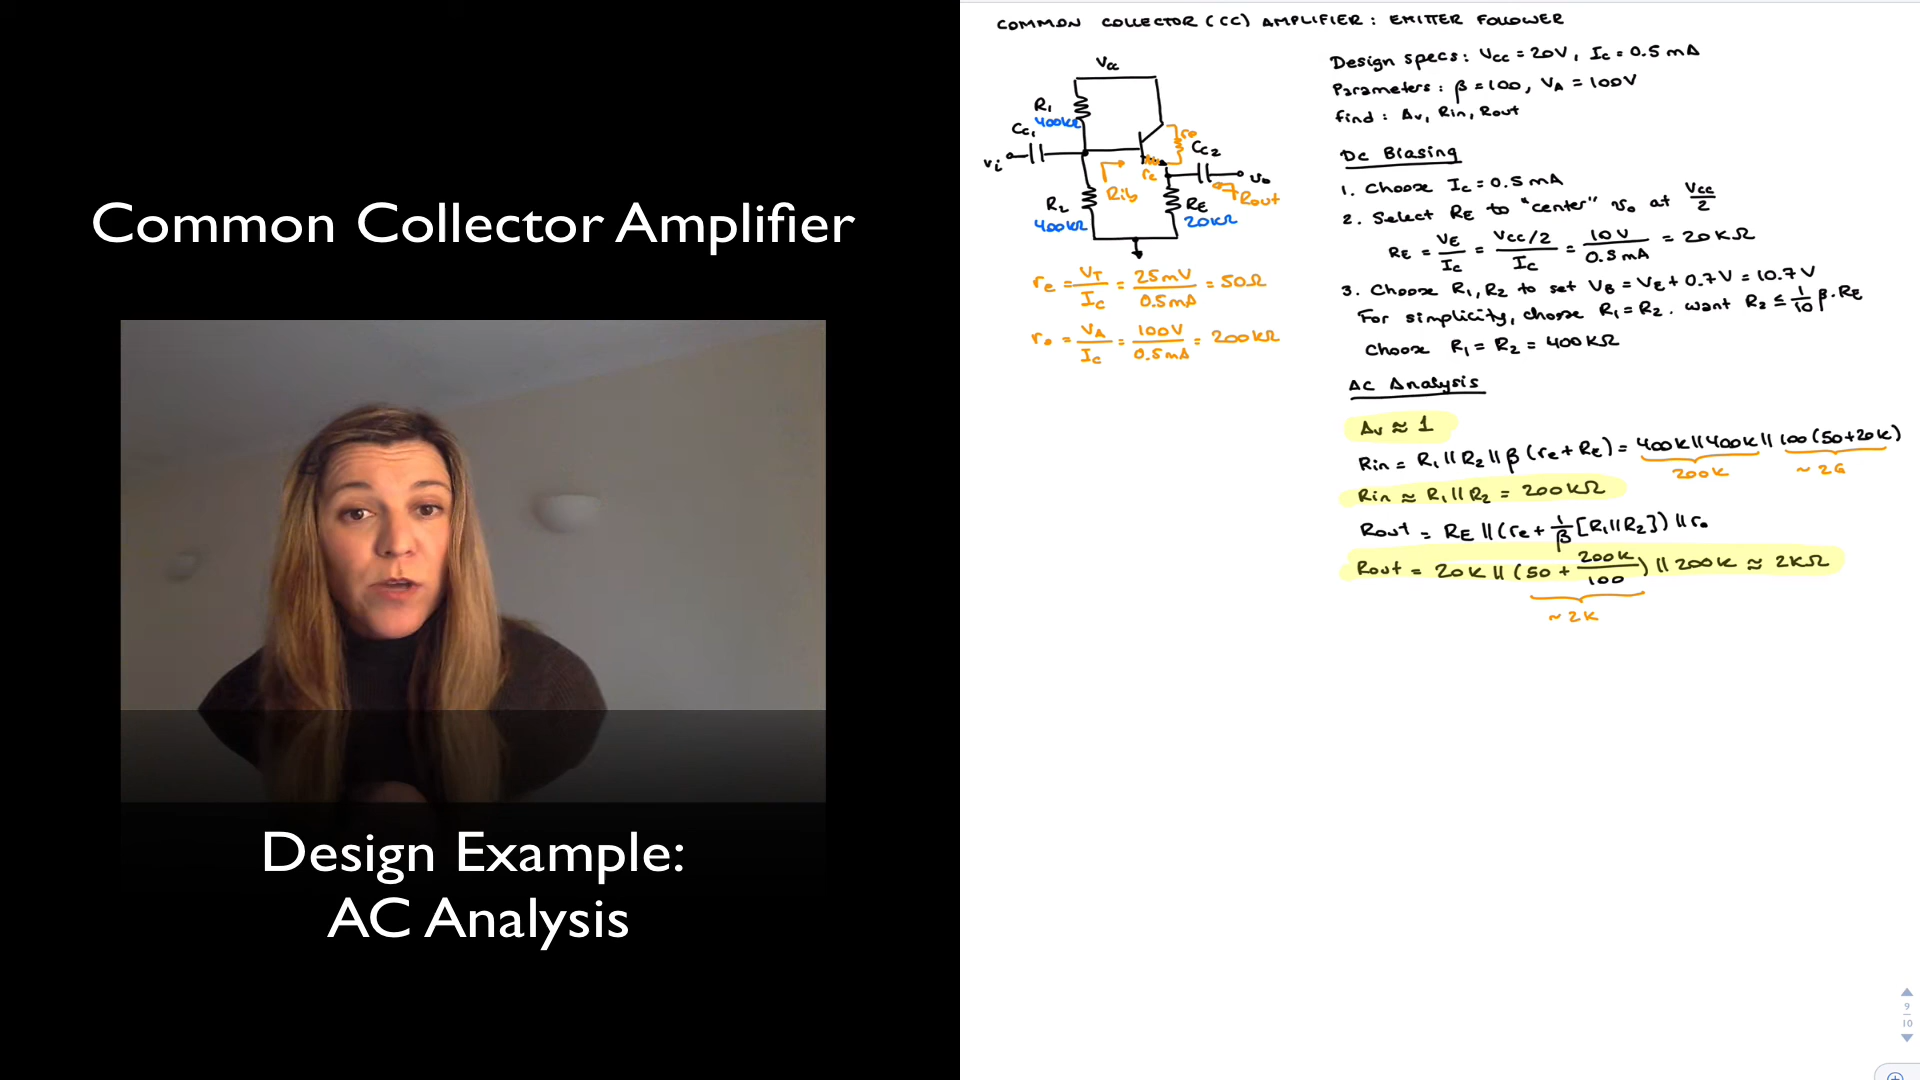 Common Collector Amplifier
Design Example:
AC Analysis
COMMON COLLECTOR (CC) AMPLIFIER: EMITTER FOLLOWER
Vcc
R1
400kΩ
Cc1
vi
ro
Cc2
vo
re
Rib
Rout
R2
400kΩ
RE
20kΩ
re = VT/Ic = 25mV/0.5mA = 50Ω
ro = VA/Ic = 100V/0.5mA = 200kΩ
Design specs: Vcc = 20V, Ic = 0.5 mA
Parameters: β = 100, VA = 100V
find: Av, Rin, Rout
DC Biasing
1. Choose Ic = 0.5 mA
2. Select RE to "center" vo at Vcc/2
RE = VE/Ic = (Vcc/2)/Ic = 10V/0.5mA = 20kΩ
3. Choose R1, R2 to set VB = VE + 0.7V = 10.7V
For simplicity, choose R1 = R2. want R2 ≤ 1/10 β·RE
Choose R1 = R2 = 400kΩ
AC Analysis
Av ≈ 1
Rin = R1 || R2 || β (re + RE) = 400k||400k|| 100(50+20k)
200k ~ 2G
Rin ≈ R1 || R2 = 200kΩ
Rout = RE || (re + 1/β [R1||R2]) || ro
Rout = 20k || (50 + 200k/100) || 200k ≈ 2kΩ
~ 2k
9
10